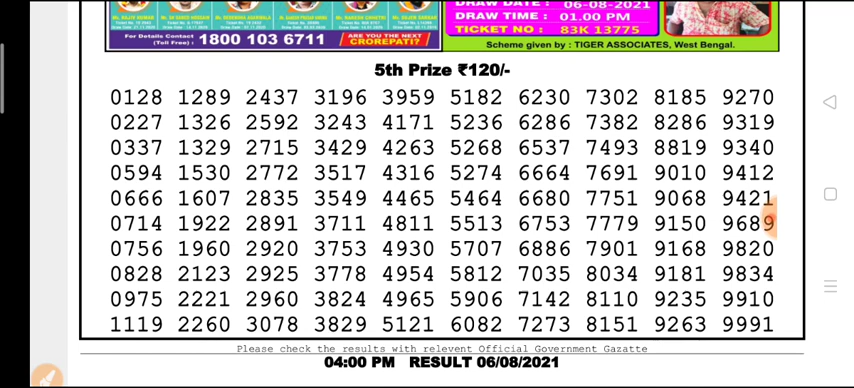 DRAW DATE : 06-08-2021
DRAW TIME : 01.00 PM
TICKET NO : 83K 13775
For Details Contact (Toll Free) : 1800 103 6711
ARE YOU THE NEXT CROREPATI?
Scheme given by : TIGER ASSOCIATES, West Bengal.
5th Prize ₹120/-
0128 1289 2437 3196 3959 5182 6230 7302 8185 9270
0227 1326 2592 3243 4171 5236 6286 7382 8286 9319
0337 1329 2715 3429 4263 5268 6537 7493 8819 9340
0594 1530 2772 3517 4316 5274 6664 7691 9010 9412
0666 1607 2835 3549 4465 5464 6680 7751 9068 9421
0714 1922 2891 3711 4811 5513 6753 7779 9150 9689
0756 1960 2920 3753 4930 5707 6886 7901 9168 9820
0828 2123 2925 3778 4954 5812 7035 8034 9181 9834
0975 2221 2960 3824 4965 5906 7142 8110 9235 9910
1119 2260 3078 3829 5121 6082 7273 8151 9263 9991
Please check the results with relevent Official Government Gazatte
04:00 PM RESULT 06/08/2021